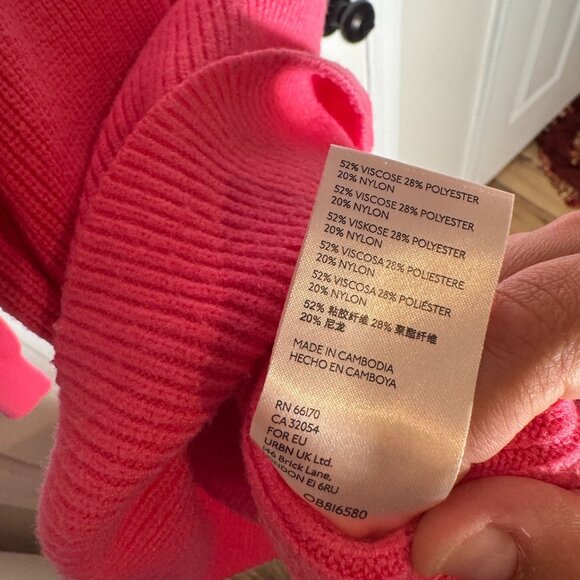 52% VISCOSE 28% POLYESTER
20% NYLON
52% VISCOSE 28% POLYESTER
20% NYLON
52% VISKOSE 28% POLYESTER
20% NYLON
52% VISCOSA 28% POLIESTERE
20% NYLON
52% VISCOSA 28% POLIÉSTER
20% NYLON
52% 粘胶纤维 28% 聚酯纤维
20% 尼龙
MADE IN CAMBODIA
HECHO EN CAMBOYA
RN 66170
CA 32054
FOR EU
URBN UK Ltd.
146 Brick Lane,
LONDON E1 6RU
OB816580